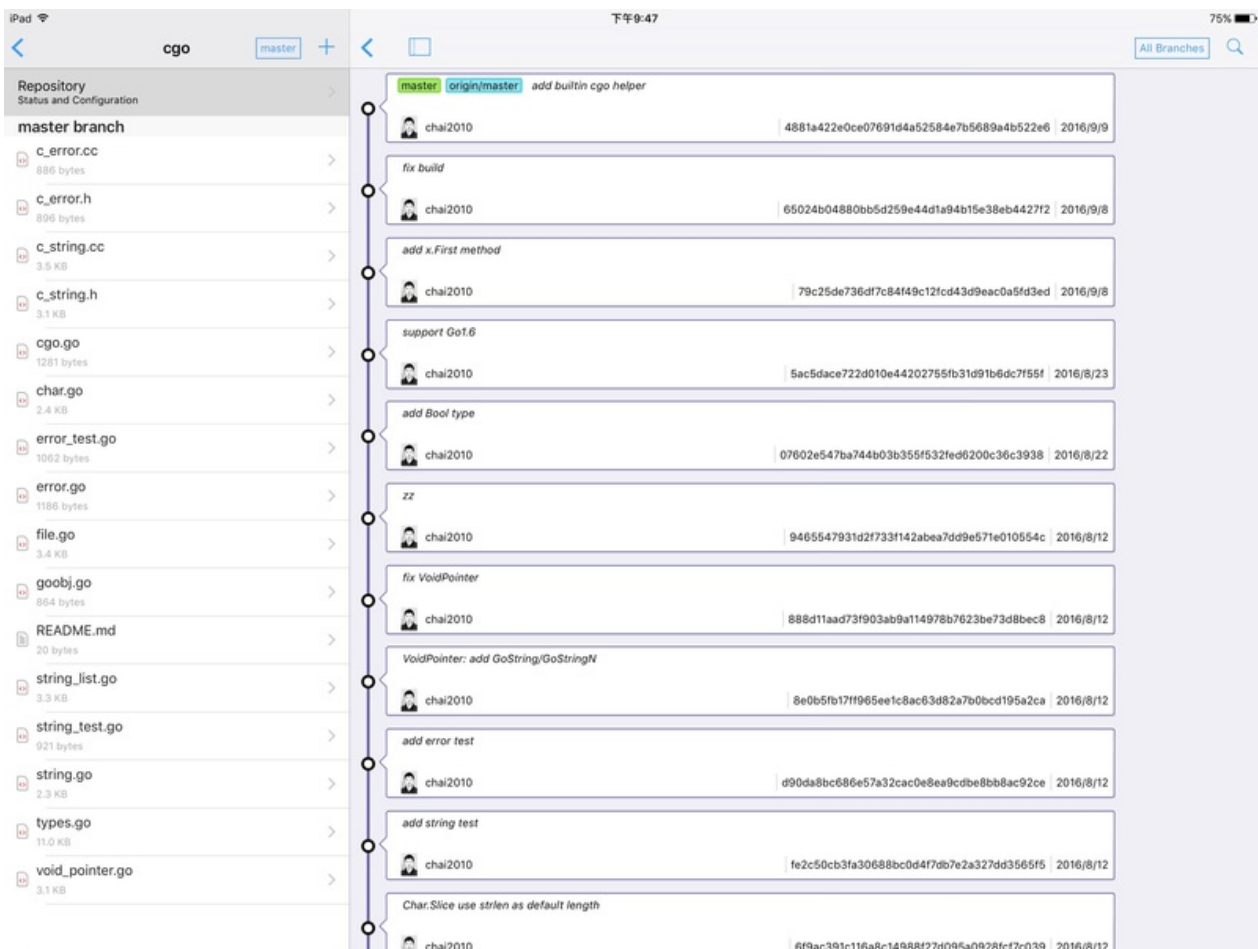 iPad 下午9:47 75%
cgo master All Branches
Repository
Status and Configuration
master branch
c_error.cc
886 bytes
c_error.h
896 bytes
c_string.cc
3.5 KB
c_string.h
3.1 KB
cgo.go
1281 bytes
char.go
2.4 KB
error_test.go
1062 bytes
error.go
1186 bytes
file.go
3.4 KB
goobj.go
864 bytes
README.md
20 bytes
string_list.go
3.3 KB
string_test.go
921 bytes
string.go
2.3 KB
types.go
11.0 KB
void_pointer.go
3.1 KB
master origin/master add builtin cgo helper
chai2010 4881a422e0ce07691d4a52584e7b5689a4b522e6 2016/9/9
fix build
chai2010 65024b04880bb5d259e44d1a94b15e38eb4427f2 2016/9/8
add x.First method
chai2010 79c25de736df7c84f49c12fcd43d9eac0a5fd3ed 2016/9/8
support Go1.6
chai2010 5ac5dace722d010e44202755fb31d91b6dc7f55f 2016/8/23
add Bool type
chai2010 07602e547ba744b03b355f532fed6200c36c3938 2016/8/22
zz
chai2010 9465547931d2f733f142abea7dd9e571e010554c 2016/8/12
fix VoidPointer
chai2010 888d11aad73f903ab9a114978b7623be73d8bec8 2016/8/12
VoidPointer: add GoString/GoStringN
chai2010 8e0b5fb17ff965ee1c8ac63d82a7b0bcd195a2ca 2016/8/12
add error test
chai2010 d90da8bc686e57a32cac0e8ea9cdbe8bb8ac92ce 2016/8/12
add string test
chai2010 fe2c50cb3fa30688bc0d4f7db7e2a327dd3565f5 2016/8/12
Char.Slice use strlen as default length
chai2010 6f9ac391c116a8c14988f27d095a0928fcf7c039 2016/8/12